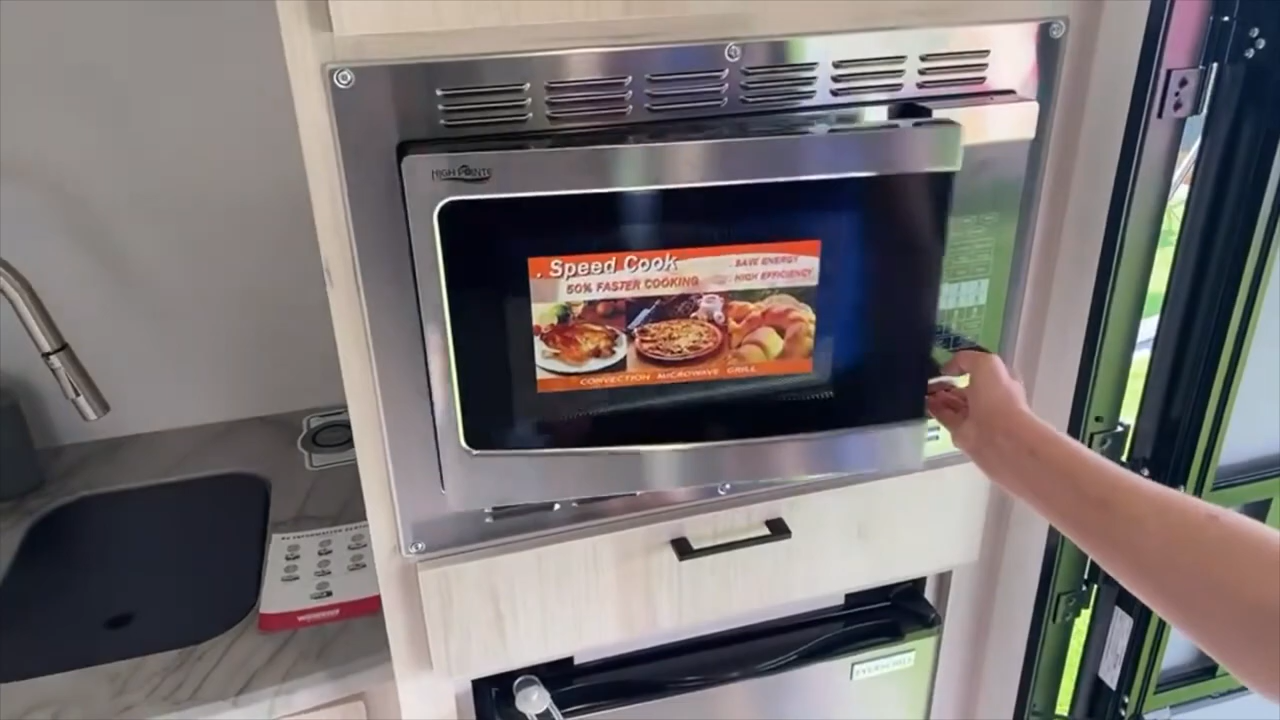 HIGH POINTE
. Speed Cook
50% FASTER COOKING
. SAVE ENERGY
. HIGH EFFICIENCY
CONVECTION MICROWAVE GRILL
EVERCHILL